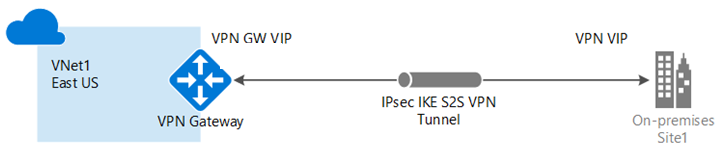 VPN GW VIP
VPN VIP
VNet1
East US
IPsec IKE S2S VPN
Tunnel
VPN Gateway
On-premises
Site1